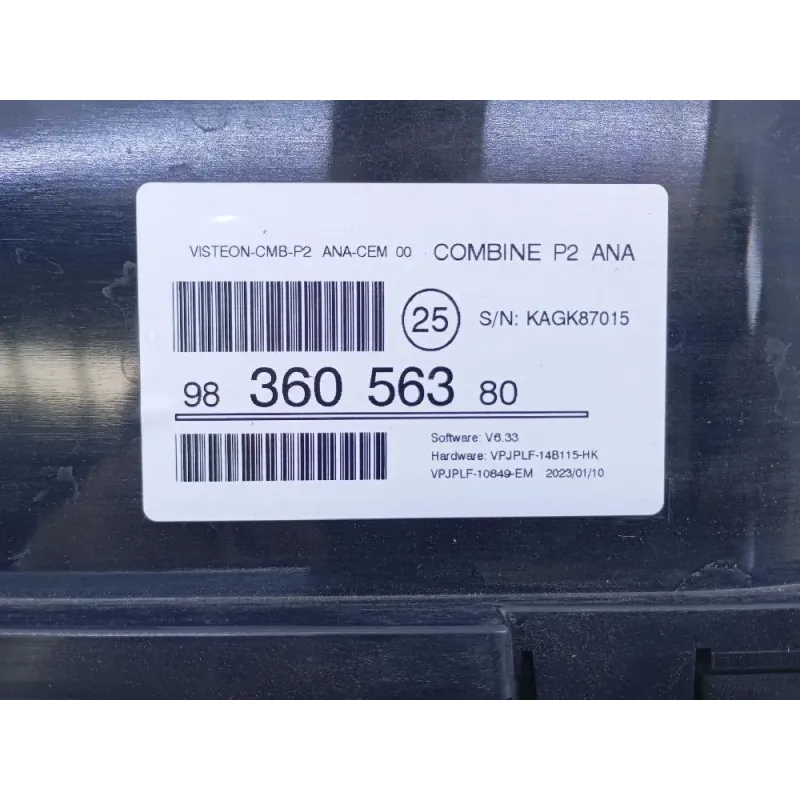 VISTEON-CMB-P2 ANA-CEM 00 COMBINE P2 ANA
25 S/N: KAGK87015
98 360 563 80
Software: V6.33
Hardware: VPJPLF-14B115-HK
VPJPLF-10849-EM 2023/01/10